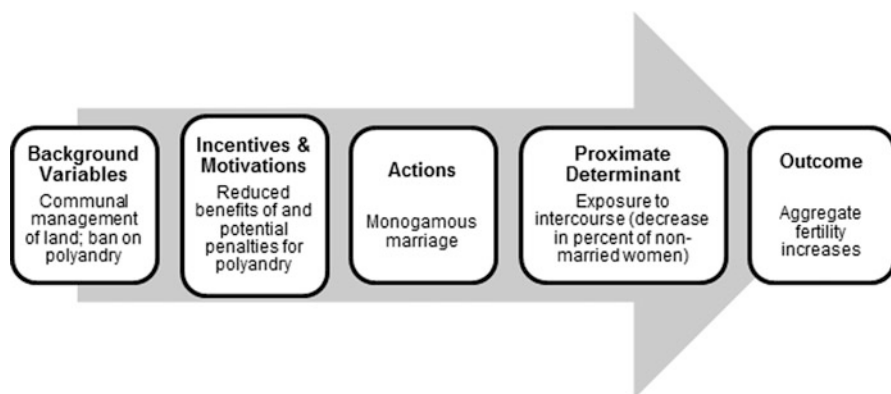 Background
Variables
Communal
management
of land; ban on
polyandry
Incentives &
Motivations
Reduced
benefits of and
potential
penalties for
polyandry
Actions
Monogamous
marriage
Proximate
Determinant
Exposure to
intercourse (decrease
in percent of non-
married women)
Outcome
Aggregate
fertility
increases